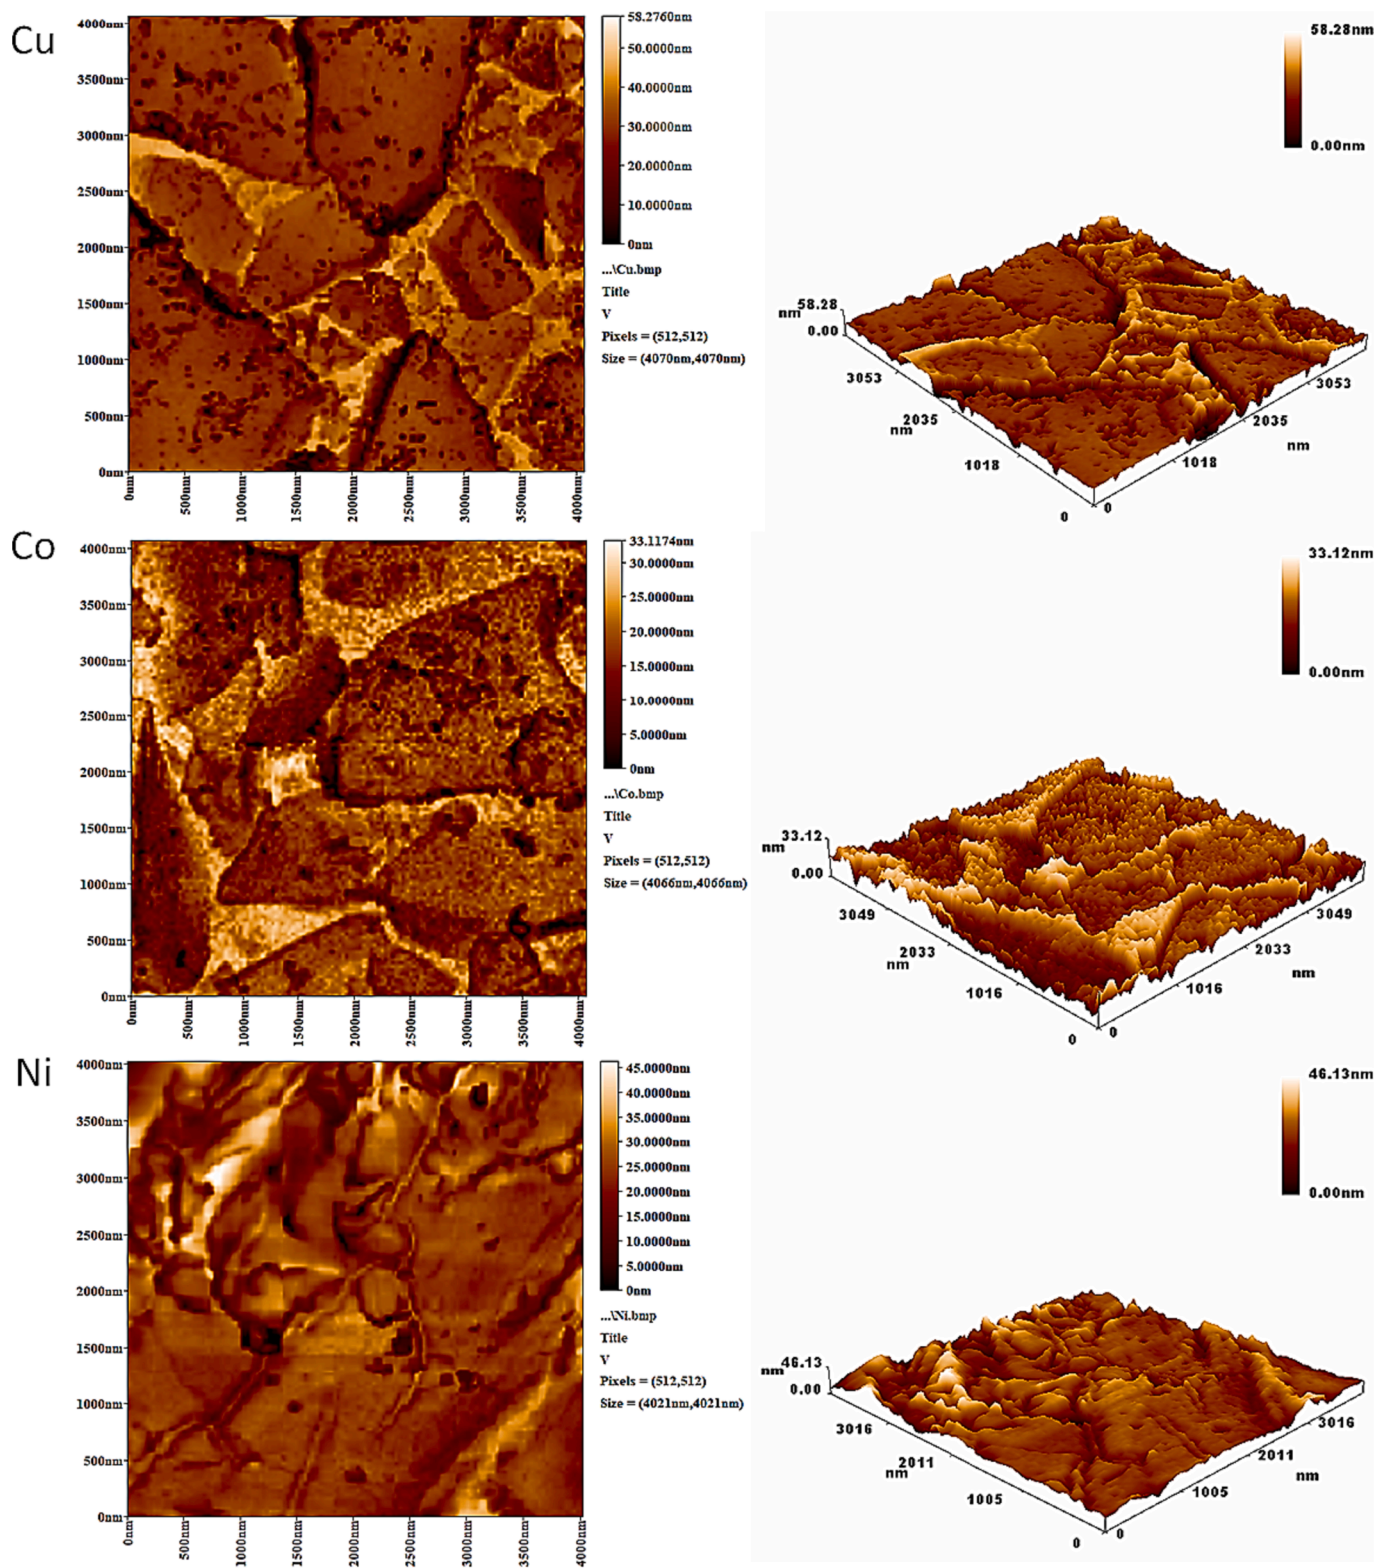 Cu
4000nm
3500nm
3000nm
2500nm
2000nm
1500nm
1000nm
500nm
0nm
0nm
500nm
1000nm
1500nm
2000nm
2500nm
3000nm
3500nm
4000nm
58.2760nm
50.0000nm
40.0000nm
30.0000nm
20.0000nm
10.0000nm
0nm
...\Cu.bmp
Title
V
Pixels = (512,512)
Size = (4070nm,4070nm)
58.28nm
0.00nm
58.28
nm
0.00
3053
2035
nm
1018
0
0
1018
2035
nm
3053
Co
4000nm
3500nm
3000nm
2500nm
2000nm
1500nm
1000nm
500nm
0nm
0nm
500nm
1000nm
1500nm
2000nm
2500nm
3000nm
3500nm
4000nm
33.1174nm
30.0000nm
25.0000nm
20.0000nm
15.0000nm
10.0000nm
5.0000nm
0nm
...\Co.bmp
Title
V
Pixels = (512,512)
Size = (4066nm,4066nm)
33.12nm
0.00nm
33.12
nm
0.00
3049
2033
nm
1016
0
0
1016
2033
nm
3049
Ni
4000nm
3500nm
3000nm
2500nm
2000nm
1500nm
1000nm
500nm
0nm
0nm
500nm
1000nm
1500nm
2000nm
2500nm
3000nm
3500nm
4000nm
45.0000nm
40.0000nm
35.0000nm
30.0000nm
25.0000nm
20.0000nm
15.0000nm
10.0000nm
5.0000nm
0nm
...\Ni.bmp
Title
V
Pixels = (512,512)
Size = (4021nm,4021nm)
46.13nm
0.00nm
46.13
nm
0.00
3016
2011
nm
1005
0
0
1005
2011
nm
3016